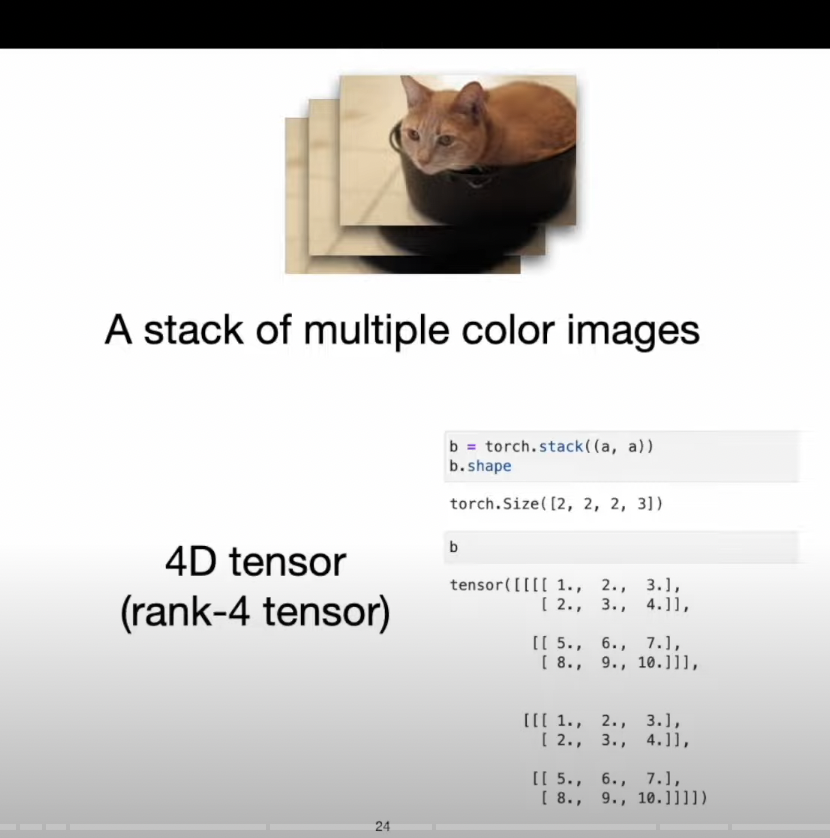 A stack of multiple color images
b = torch.stack((a, a))
b.shape
torch.Size([2, 2, 2, 3])
b
4D tensor
(rank-4 tensor)
tensor([[[[ 1., 2., 3.],
[ 2., 3., 4.]],
[[ 5., 6., 7.],
[ 8., 9., 10.]]],
[[[ 1., 2., 3.],
[ 2., 3., 4.]],
[[ 5., 6., 7.],
[ 8., 9., 10.]]]])
24